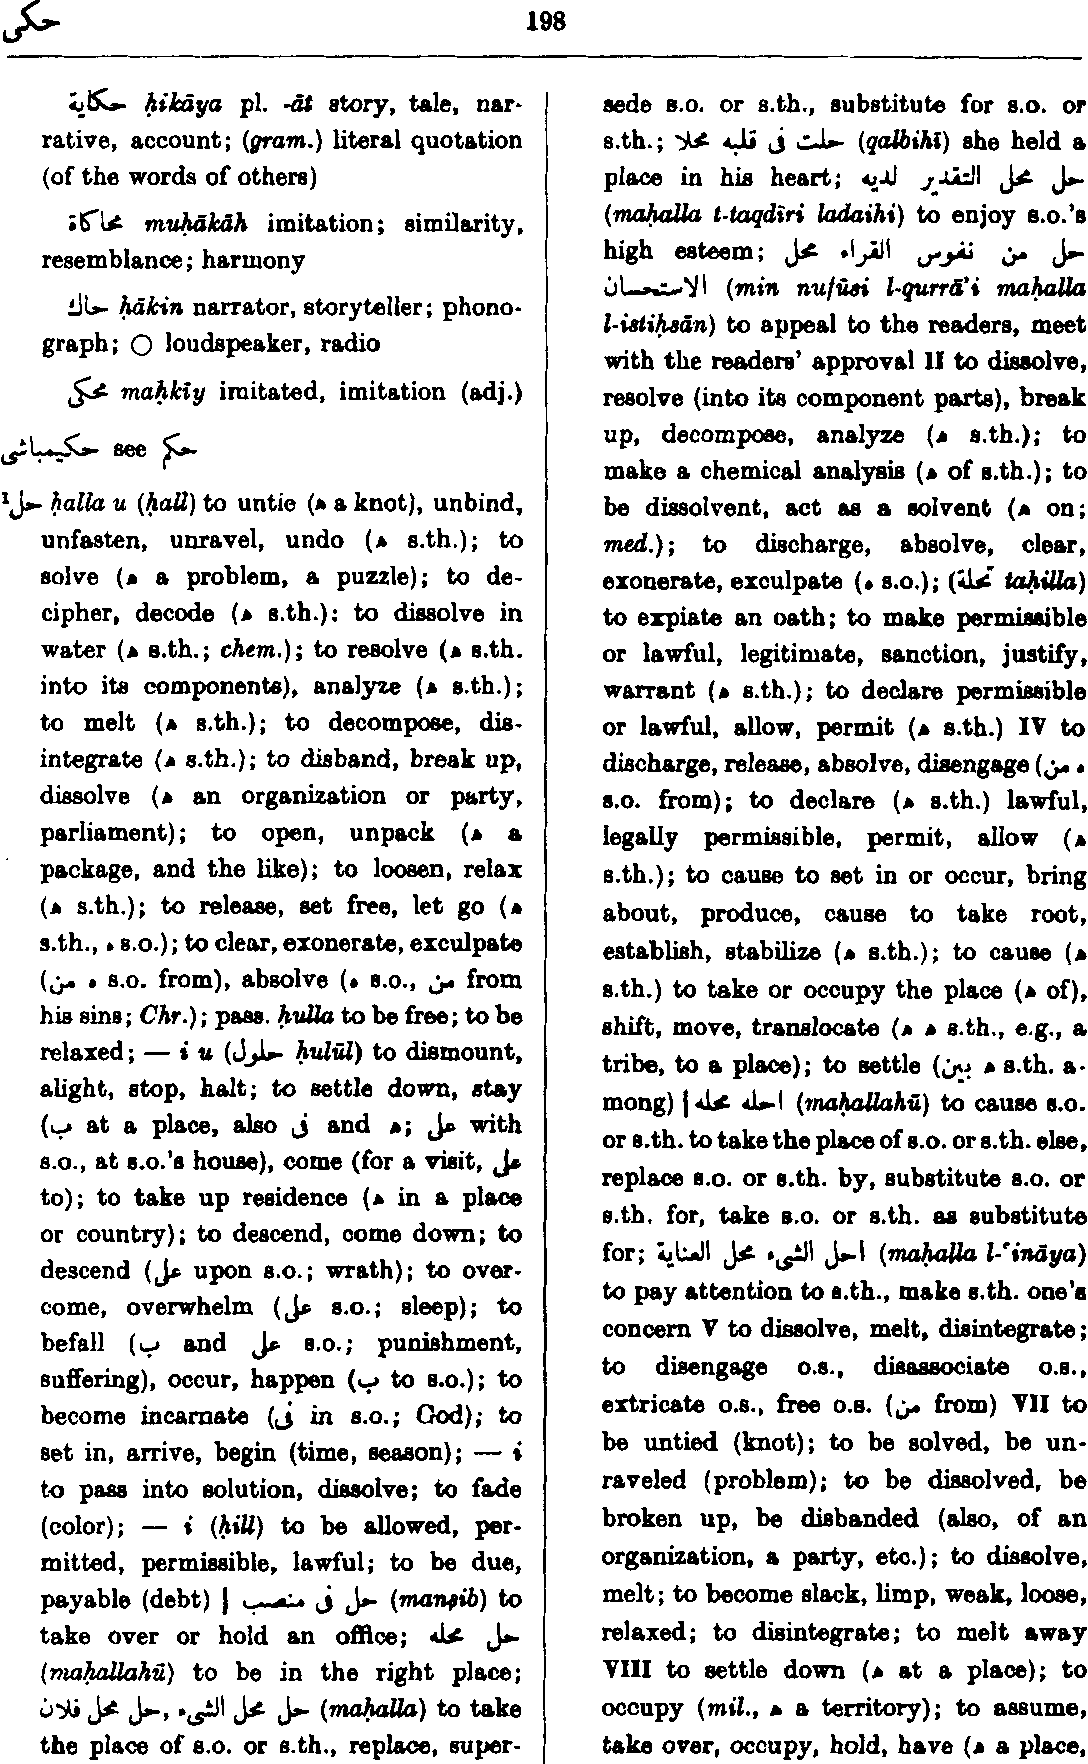 حكى
198
حكاية ḥikāya pl. -āt story, tale, nar-
rative, account; (gram.) literal quotation
(of the words of others)
محاكاة muḥākāh imitation; similarity,
resemblance; harmony
حاك ḥākin narrator, storyteller; phono-
graph; ○ loudspeaker, radio
محكى maḥkīy imitated, imitation (adj.)
حكيمباشى see حكم
¹حل ḥalla u (ḥall) to untie (ه a knot), unbind,
unfasten, unravel, undo (ه s.th.); to
solve (ه a problem, a puzzle); to de-
cipher, decode (ه s.th.); to dissolve in
water (ه s.th.; chem.); to resolve (ه s.th.
into its components), analyze (ه s.th.);
to melt (ه s.th.); to decompose, dis-
integrate (ه s.th.); to disband, break up,
dissolve (ه an organization or party,
parliament); to open, unpack (ه a
package, and the like); to loosen, relax
(ه s.th.); to release, set free, let go (ه
s.th., ه s.o.); to clear, exonerate, exculpate
(ه من s.o. from), absolve (ه s.o., من from
his sins; Chr.); pass. ḥulla to be free; to be
relaxed; — i u (حلول ḥulūl) to dismount,
alight, stop, halt; to settle down, stay
(ب at a place, also فى and ه; على with
s.o., at s.o.'s house), come (for a visit, على
to); to take up residence (ه in a place
or country); to descend, come down; to
descend (على upon s.o.; wrath); to over-
come, overwhelm (على s.o.; sleep); to
befall (ب and على s.o.; punishment,
suffering), occur, happen (ب to s.o.); to
become incarnate (فى in s.o.; God); to
set in, arrive, begin (time, season); — i
to pass into solution, dissolve; to fade
(color); — i (ḥill) to be allowed, per-
mitted, permissible, lawful; to be due,
payable (debt) | حل فى منصب (manṣib) to
take over or hold an office; حل محله
(maḥallahū) to be in the right place;
حل محل الشىء, حل محل فلان (maḥalla) to take
the place of s.o. or s.th., replace, super-
sede s.o. or s.th., substitute for s.o. or
s.th.; حلت فى قلبه محلا (qalbihī) she held a
place in his heart; حل محل التقدير لديه
(maḥalla t-taqdīri ladaihi) to enjoy s.o.'s
high esteem; حل من نفوس القراء محل
الاستحسان (min nufūsi l-qurrā'i maḥalla
l-istiḥsān) to appeal to the readers, meet
with the readers' approval II to dissolve,
resolve (into its component parts), break
up, decompose, analyze (ه s.th.); to
make a chemical analysis (ه of s.th.); to
be dissolvent, act as a solvent (ه on;
med.); to discharge, absolve, clear,
exonerate, exculpate (ه s.o.); (تحلة taḥilla)
to expiate an oath; to make permissible
or lawful, legitimate, sanction, justify,
warrant (ه s.th.); to declare permissible
or lawful, allow, permit (ه s.th.) IV to
discharge, release, absolve, disengage (ه من
s.o. from); to declare (ه s.th.) lawful,
legally permissible, permit, allow (ه
s.th.); to cause to set in or occur, bring
about, produce, cause to take root,
establish, stabilize (ه s.th.); to cause (ه
s.th.) to take or occupy the place (ه of),
shift, move, translocate (ه ه s.th., e.g., a
tribe, to a place); to settle (ه بين s.th. a-
mong) | احله محله (maḥallahū) to cause s.o.
or s.th. to take the place of s.o. or s.th. else,
replace s.o. or s.th. by, substitute s.o. or
s.th. for, take s.o. or s.th. as substitute
for; احل الشىء محل العناية (maḥalla l-ʿināya)
to pay attention to s.th., make s.th. one's
concern V to dissolve, melt, disintegrate;
to disengage o.s., disassociate o.s.,
extricate o.s., free o.s. (من from) VII to
be untied (knot); to be solved, be un-
raveled (problem); to be dissolved, be
broken up, be disbanded (also, of an
organization, a party, etc.); to dissolve,
melt; to become slack, limp, weak, loose,
relaxed; to disintegrate; to melt away
VIII to settle down (ه at a place); to
occupy (mil., ه a territory); to assume,
take over, occupy, hold, have (ه a place,